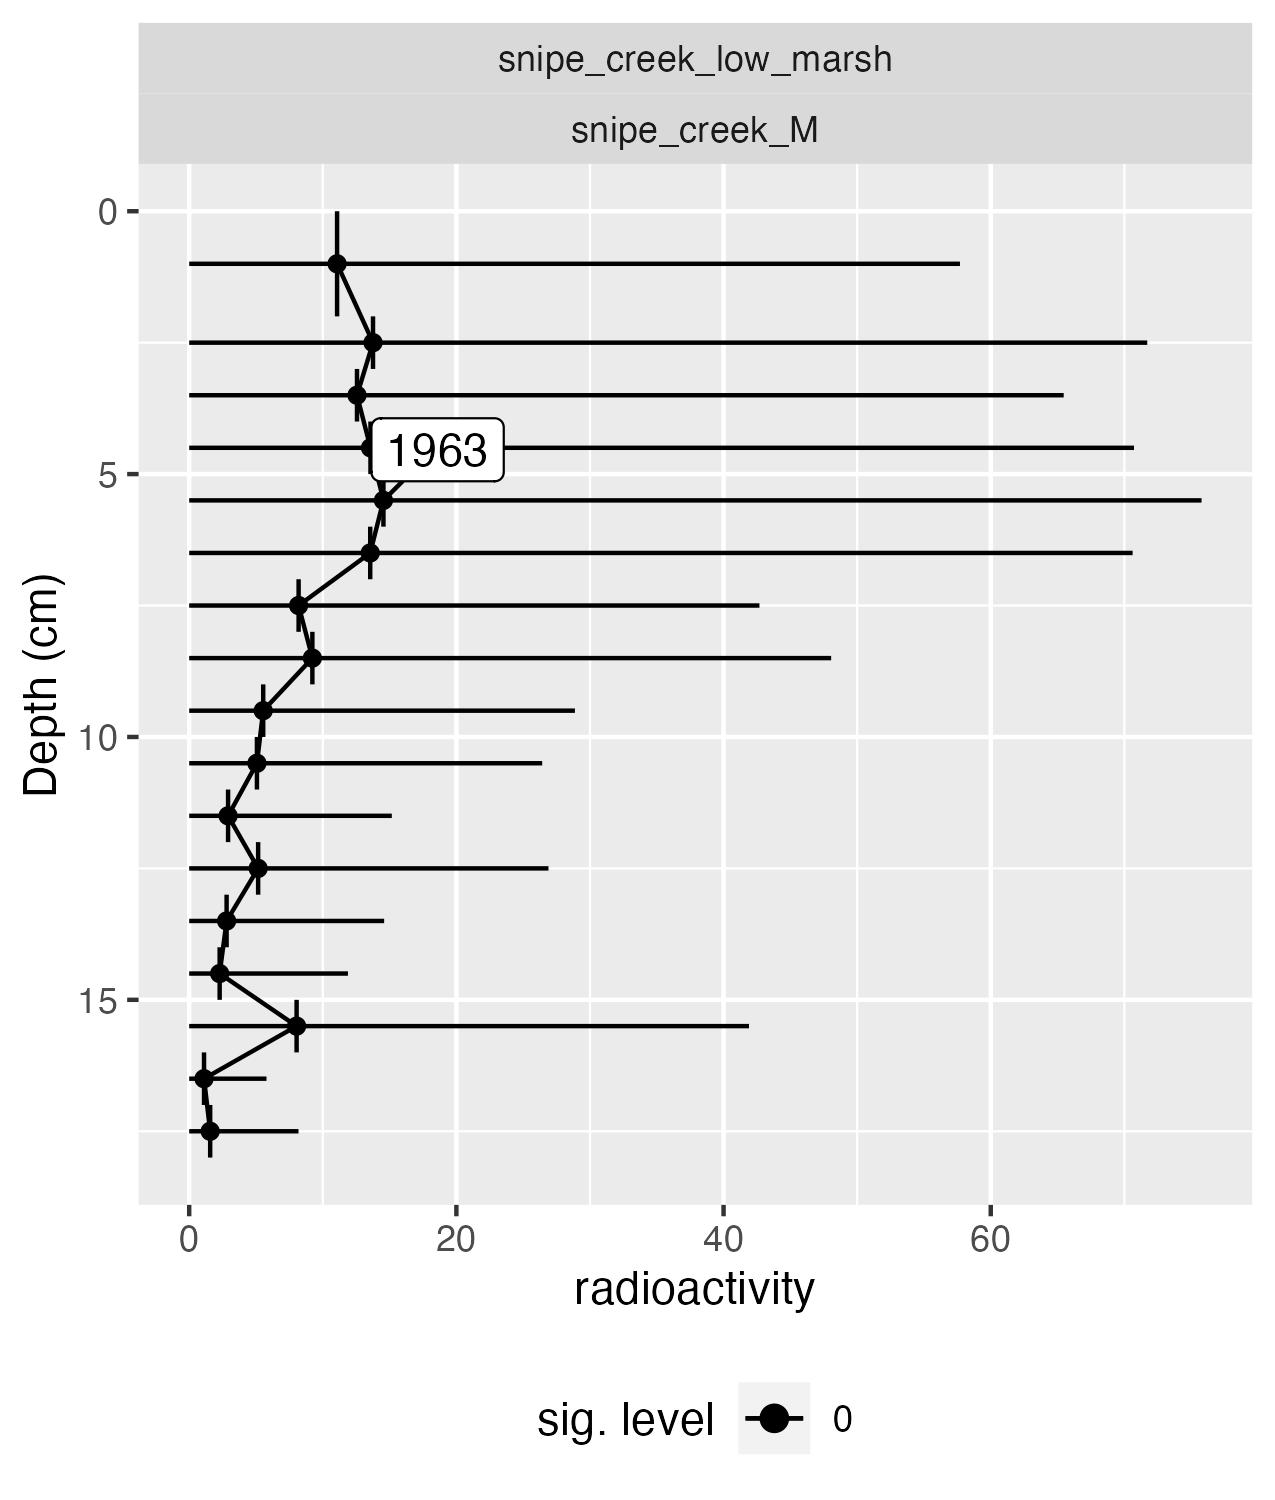 snipe_creek_low_marsh
snipe_creek_M
0
5
10
15
Depth (cm)
1963
0 20 40 60
radioactivity
sig. level 0